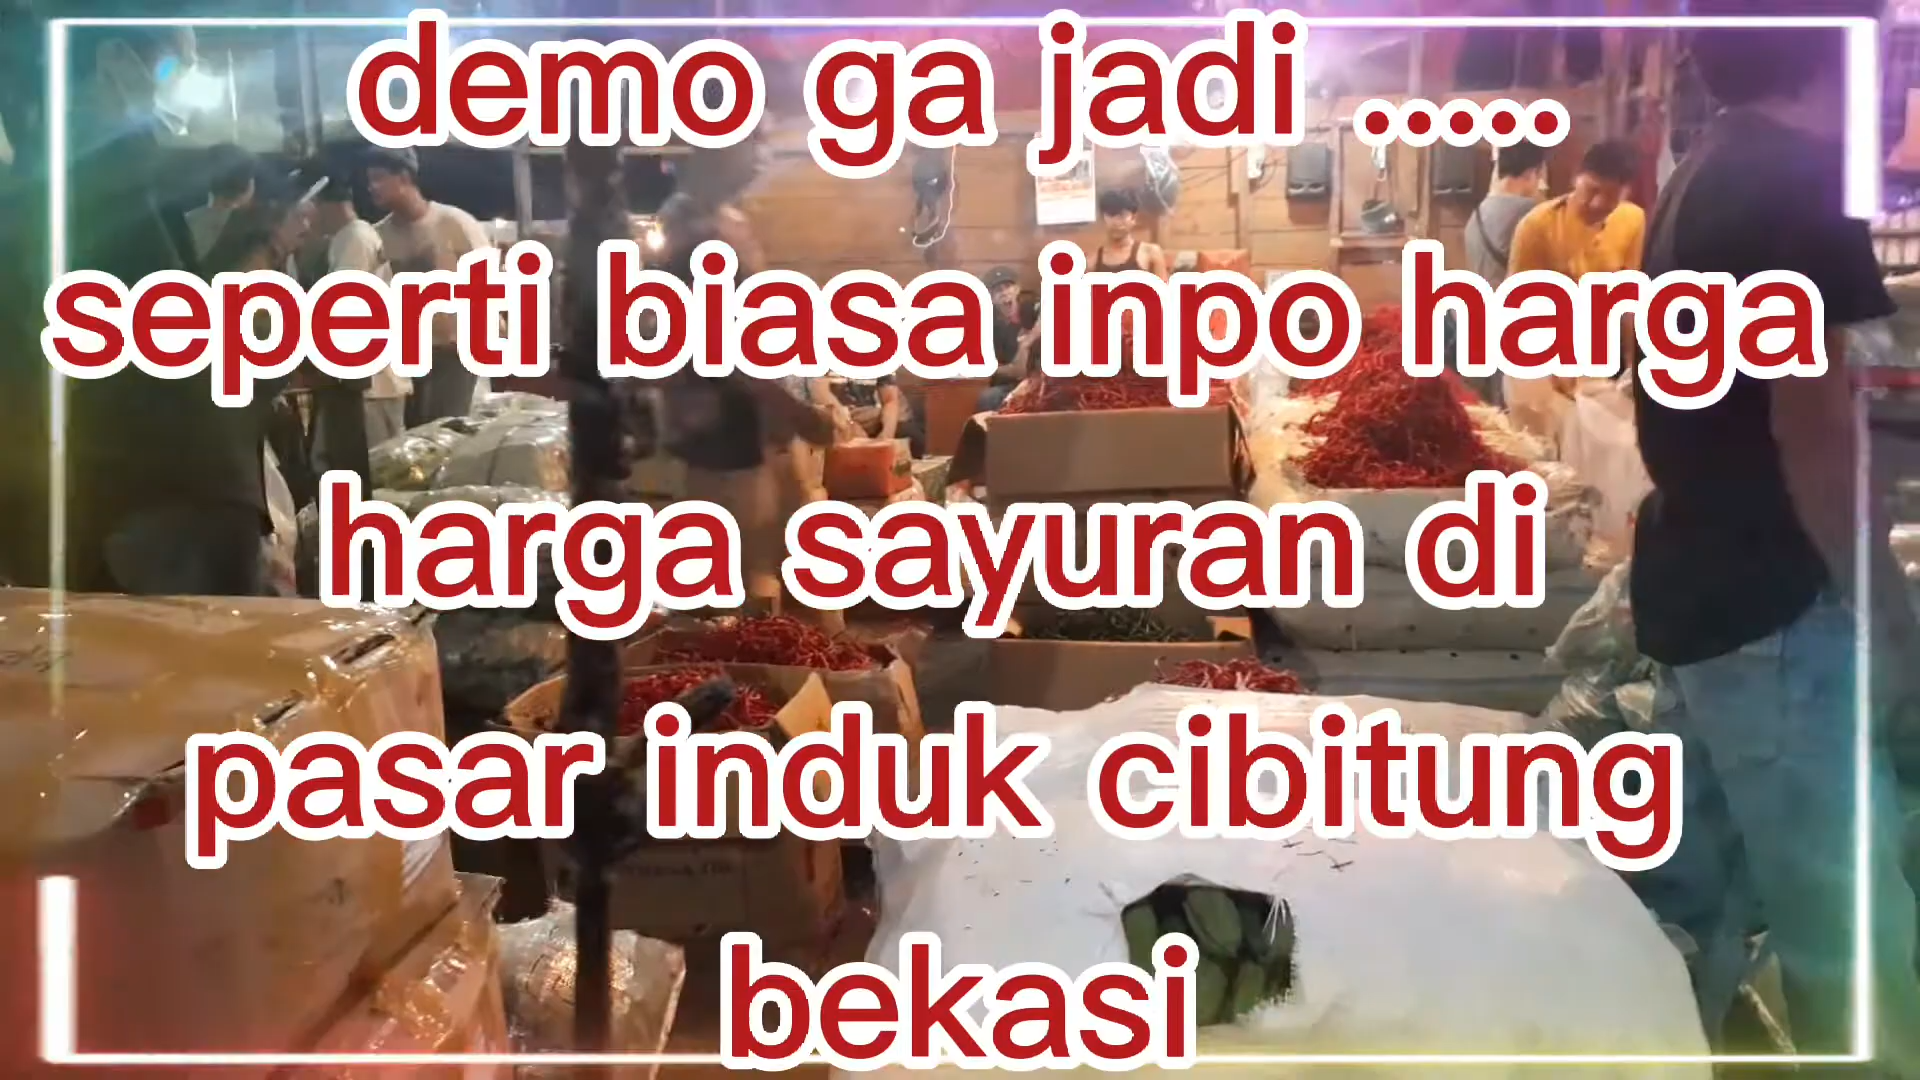 demo ga jadi .....
seperti biasa inpo harga
harga sayuran di
pasar induk cibitung
bekasi